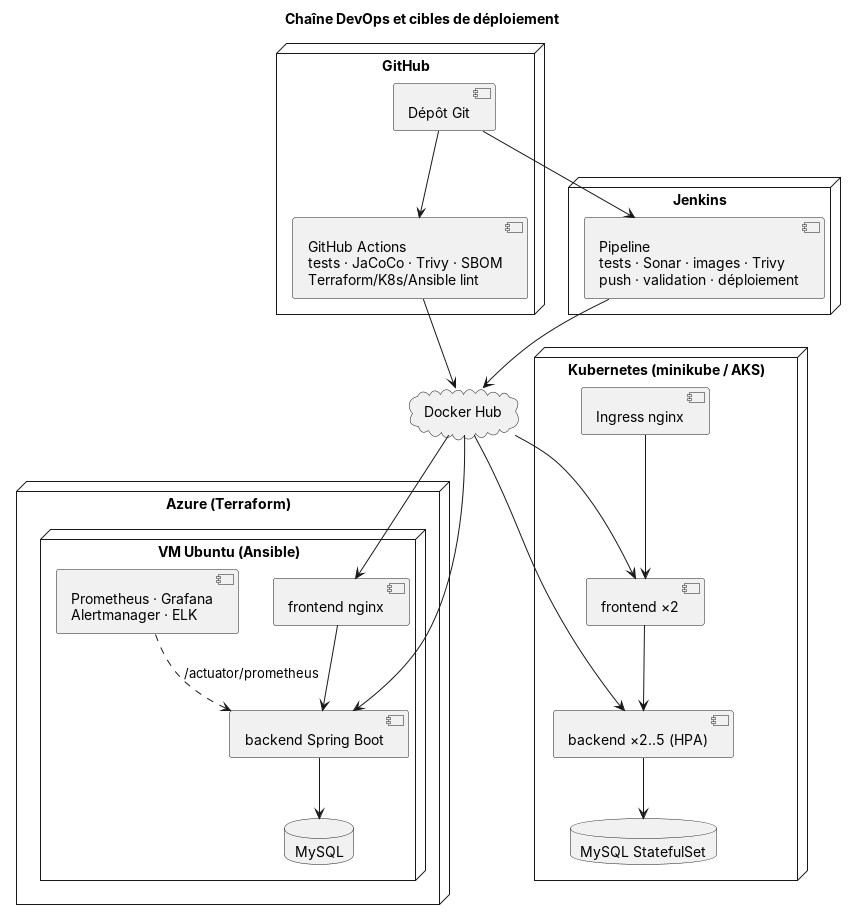 Chaîne DevOps et cibles de déploiement
GitHub
Dépôt Git
Jenkins
GitHub Actions
tests · JaCoCo · Trivy · SBOM
Terraform/K8s/Ansible lint
Pipeline
tests · Sonar · images · Trivy
push · validation · déploiement
Kubernetes (minikube / AKS)
Docker Hub
Ingress nginx
Azure (Terraform)
VM Ubuntu (Ansible)
Prometheus · Grafana
Alertmanager · ELK
frontend nginx
frontend ×2
/actuator/prometheus
backend Spring Boot
backend ×2..5 (HPA)
MySQL
MySQL StatefulSet